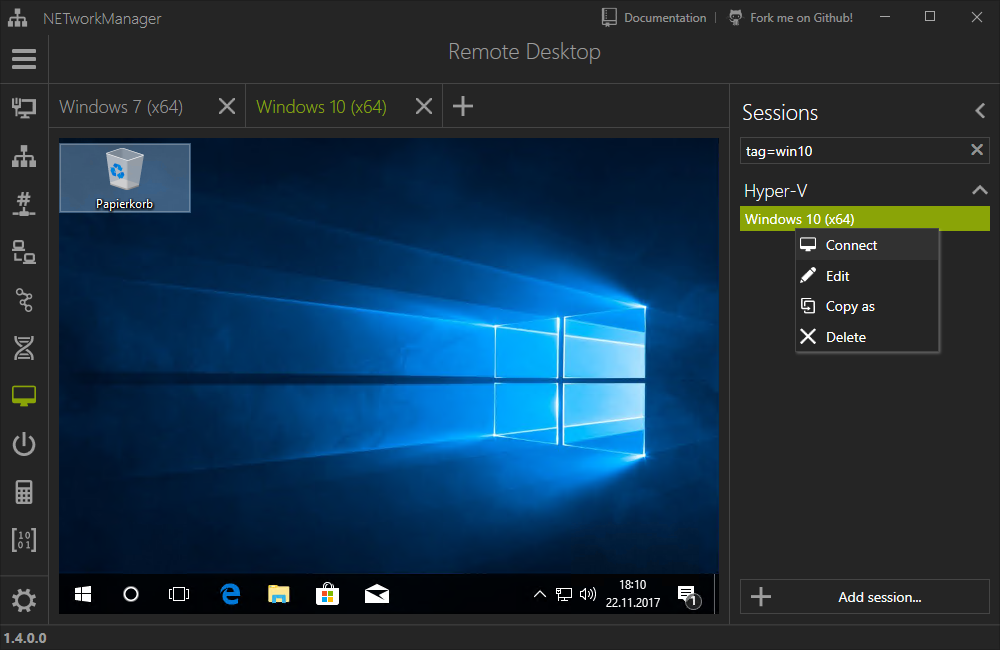 NETworkManager
Documentation
Fork me on Github!
Remote Desktop
Windows 7 (x64)
Windows 10 (x64)
Sessions
tag=win10
Hyper-V
Windows 10 (x64)
Connect
Edit
Copy as
Delete
Papierkorb
#
10
01
18:10
22.11.2017
1
Add session...
1.4.0.0